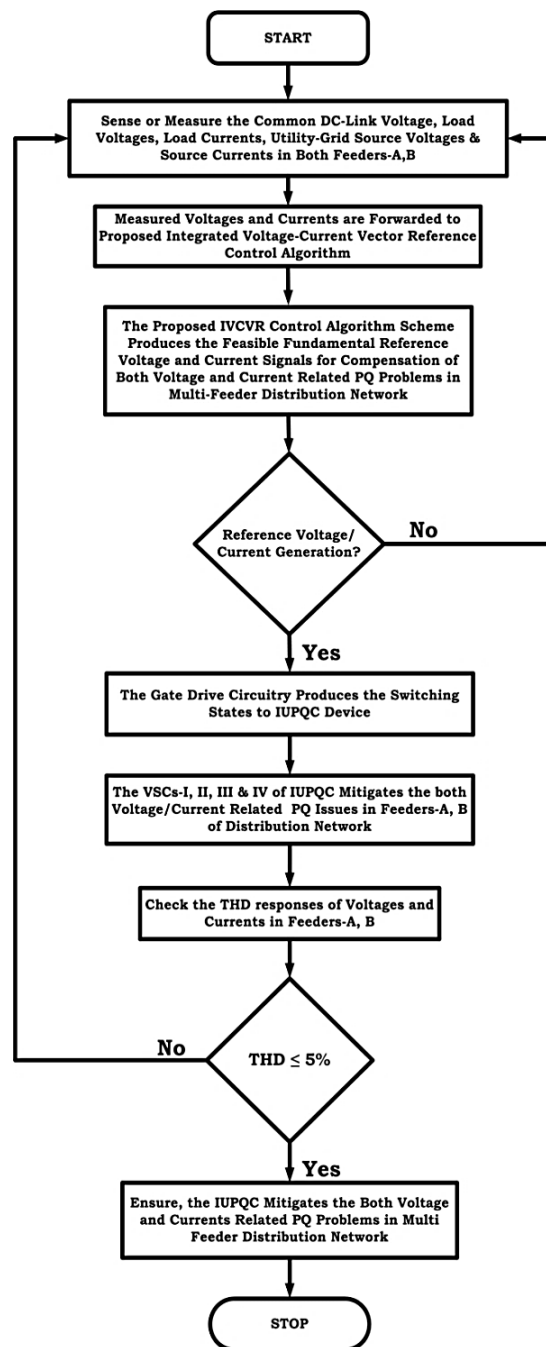 START
Sense or Measure the Common DC-Link Voltage, Load
Voltages, Load Currents, Utility-Grid Source Voltages &
Source Currents in Both Feeders-A,B
Measured Voltages and Currents are Forwarded to
Proposed Integrated Voltage-Current Vector Reference
Control Algorithm
The Proposed IVCVR Control Algorithm Scheme
Produces the Feasible Fundamental Reference
Voltage and Current Signals for Compensation of
Both Voltage and Current Related PQ Problems in
Multi-Feeder Distribution Network
Reference Voltage/
Current Generation?
No
Yes
The Gate Drive Circuitry Produces the Switching
States to IUPQC Device
The VSCs-I, II, III & IV of IUPQC Mitigates the both
Voltage/Current Related PQ Issues in Feeders-A, B
of Distribution Network
Check the THD responses of Voltages and
Currents in Feeders-A, B
No
THD ≤ 5%
Yes
Ensure, the IUPQC Mitigates the Both Voltage
and Currents Related PQ Problems in Multi
Feeder Distribution Network
STOP